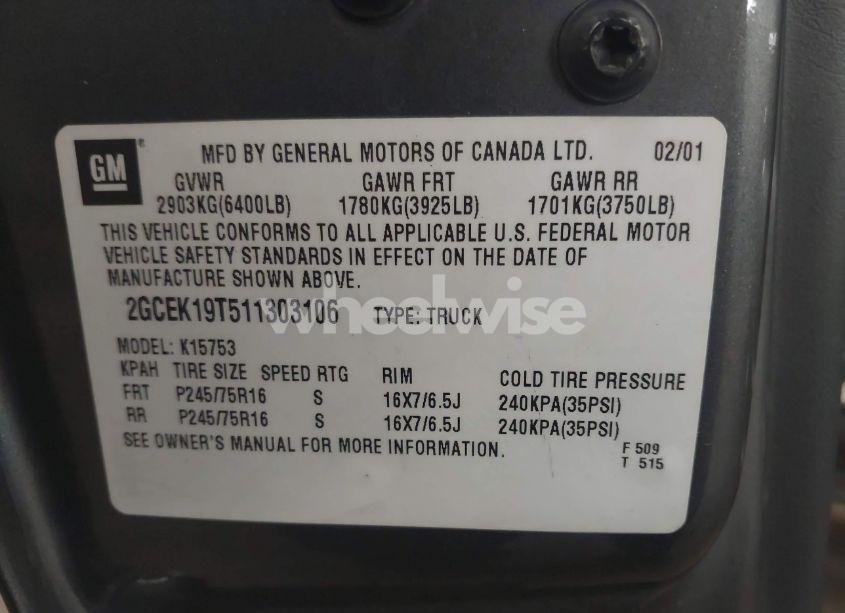 GM
MFD BY GENERAL MOTORS OF CANADA LTD. 02/01
GVWR GAWR FRT GAWR RR
2903KG(6400LB) 1780KG(3925LB) 1701KG(3750LB)
THIS VEHICLE CONFORMS TO ALL APPLICABLE U.S. FEDERAL MOTOR
VEHICLE SAFETY STANDARDS IN EFFECT ON THE DATE OF
MANUFACTURE SHOWN ABOVE.
2GCEK19T511303106 TYPE: TRUCK
wheelwise
MODEL: K15753
KPAH TIRE SIZE SPEED RTG RIM COLD TIRE PRESSURE
FRT P245/75R16 S 16X7/6.5J 240KPA(35PSI)
RR P245/75R16 S 16X7/6.5J 240KPA(35PSI)
SEE OWNER'S MANUAL FOR MORE INFORMATION. F 509
T 515